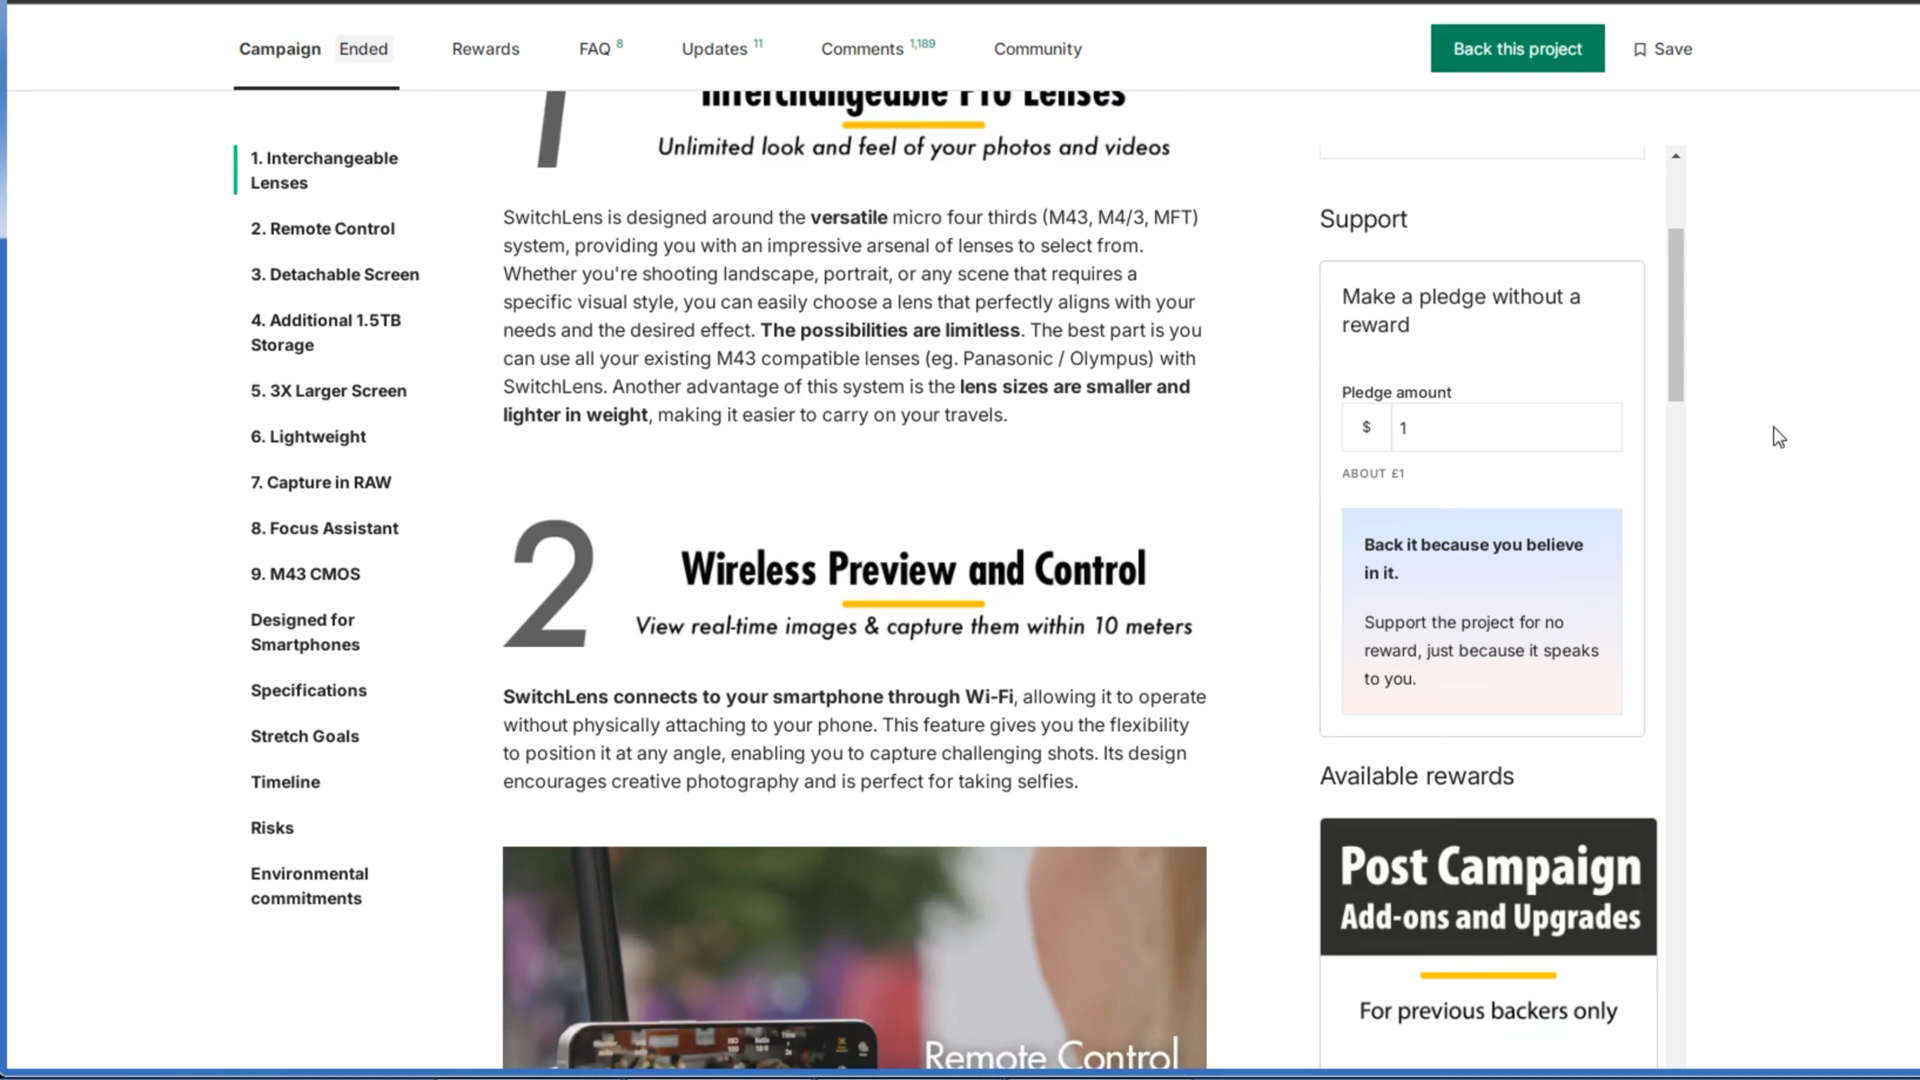 Campaign Ended Rewards FAQ 8 Updates 11 Comments 1,189 Community Back this project Save
1. Interchangeable
Lenses
2. Remote Control
3. Detachable Screen
4. Additional 1.5TB
Storage
5. 3X Larger Screen
6. Lightweight
7. Capture in RAW
8. Focus Assistant
9. M43 CMOS
Designed for
Smartphones
Specifications
Stretch Goals
Timeline
Risks
Environmental
commitments
1
Interchangeable Pro Lenses
Unlimited look and feel of your photos and videos
SwitchLens is designed around the versatile micro four thirds (M43, M4/3, MFT)
system, providing you with an impressive arsenal of lenses to select from.
Whether you're shooting landscape, portrait, or any scene that requires a
specific visual style, you can easily choose a lens that perfectly aligns with your
needs and the desired effect. The possibilities are limitless. The best part is you
can use all your existing M43 compatible lenses (eg. Panasonic / Olympus) with
SwitchLens. Another advantage of this system is the lens sizes are smaller and
lighter in weight, making it easier to carry on your travels.
2
Wireless Preview and Control
View real-time images & capture them within 10 meters
SwitchLens connects to your smartphone through Wi-Fi, allowing it to operate
without physically attaching to your phone. This feature gives you the flexibility
to position it at any angle, enabling you to capture challenging shots. Its design
encourages creative photography and is perfect for taking selfies.
Remote Control
Support
Make a pledge without a
reward
Pledge amount
$ 1
ABOUT £1
Back it because you believe
in it.
Support the project for no
reward, just because it speaks
to you.
Available rewards
Post Campaign
Add-ons and Upgrades
For previous backers only